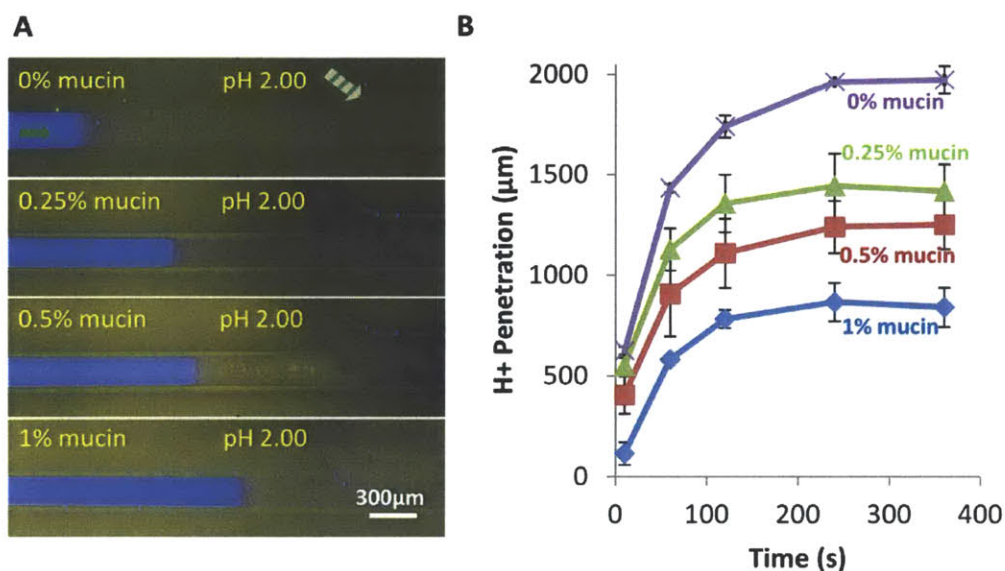 A
0% mucin pH 2.00
0.25% mucin pH 2.00
0.5% mucin pH 2.00
1% mucin pH 2.00
300µm
B
H+ Penetration (µm)
2000
1500
1000
500
0
0% mucin
0.25% mucin
0.5% mucin
1% mucin
0 100 200 300 400
Time (s)